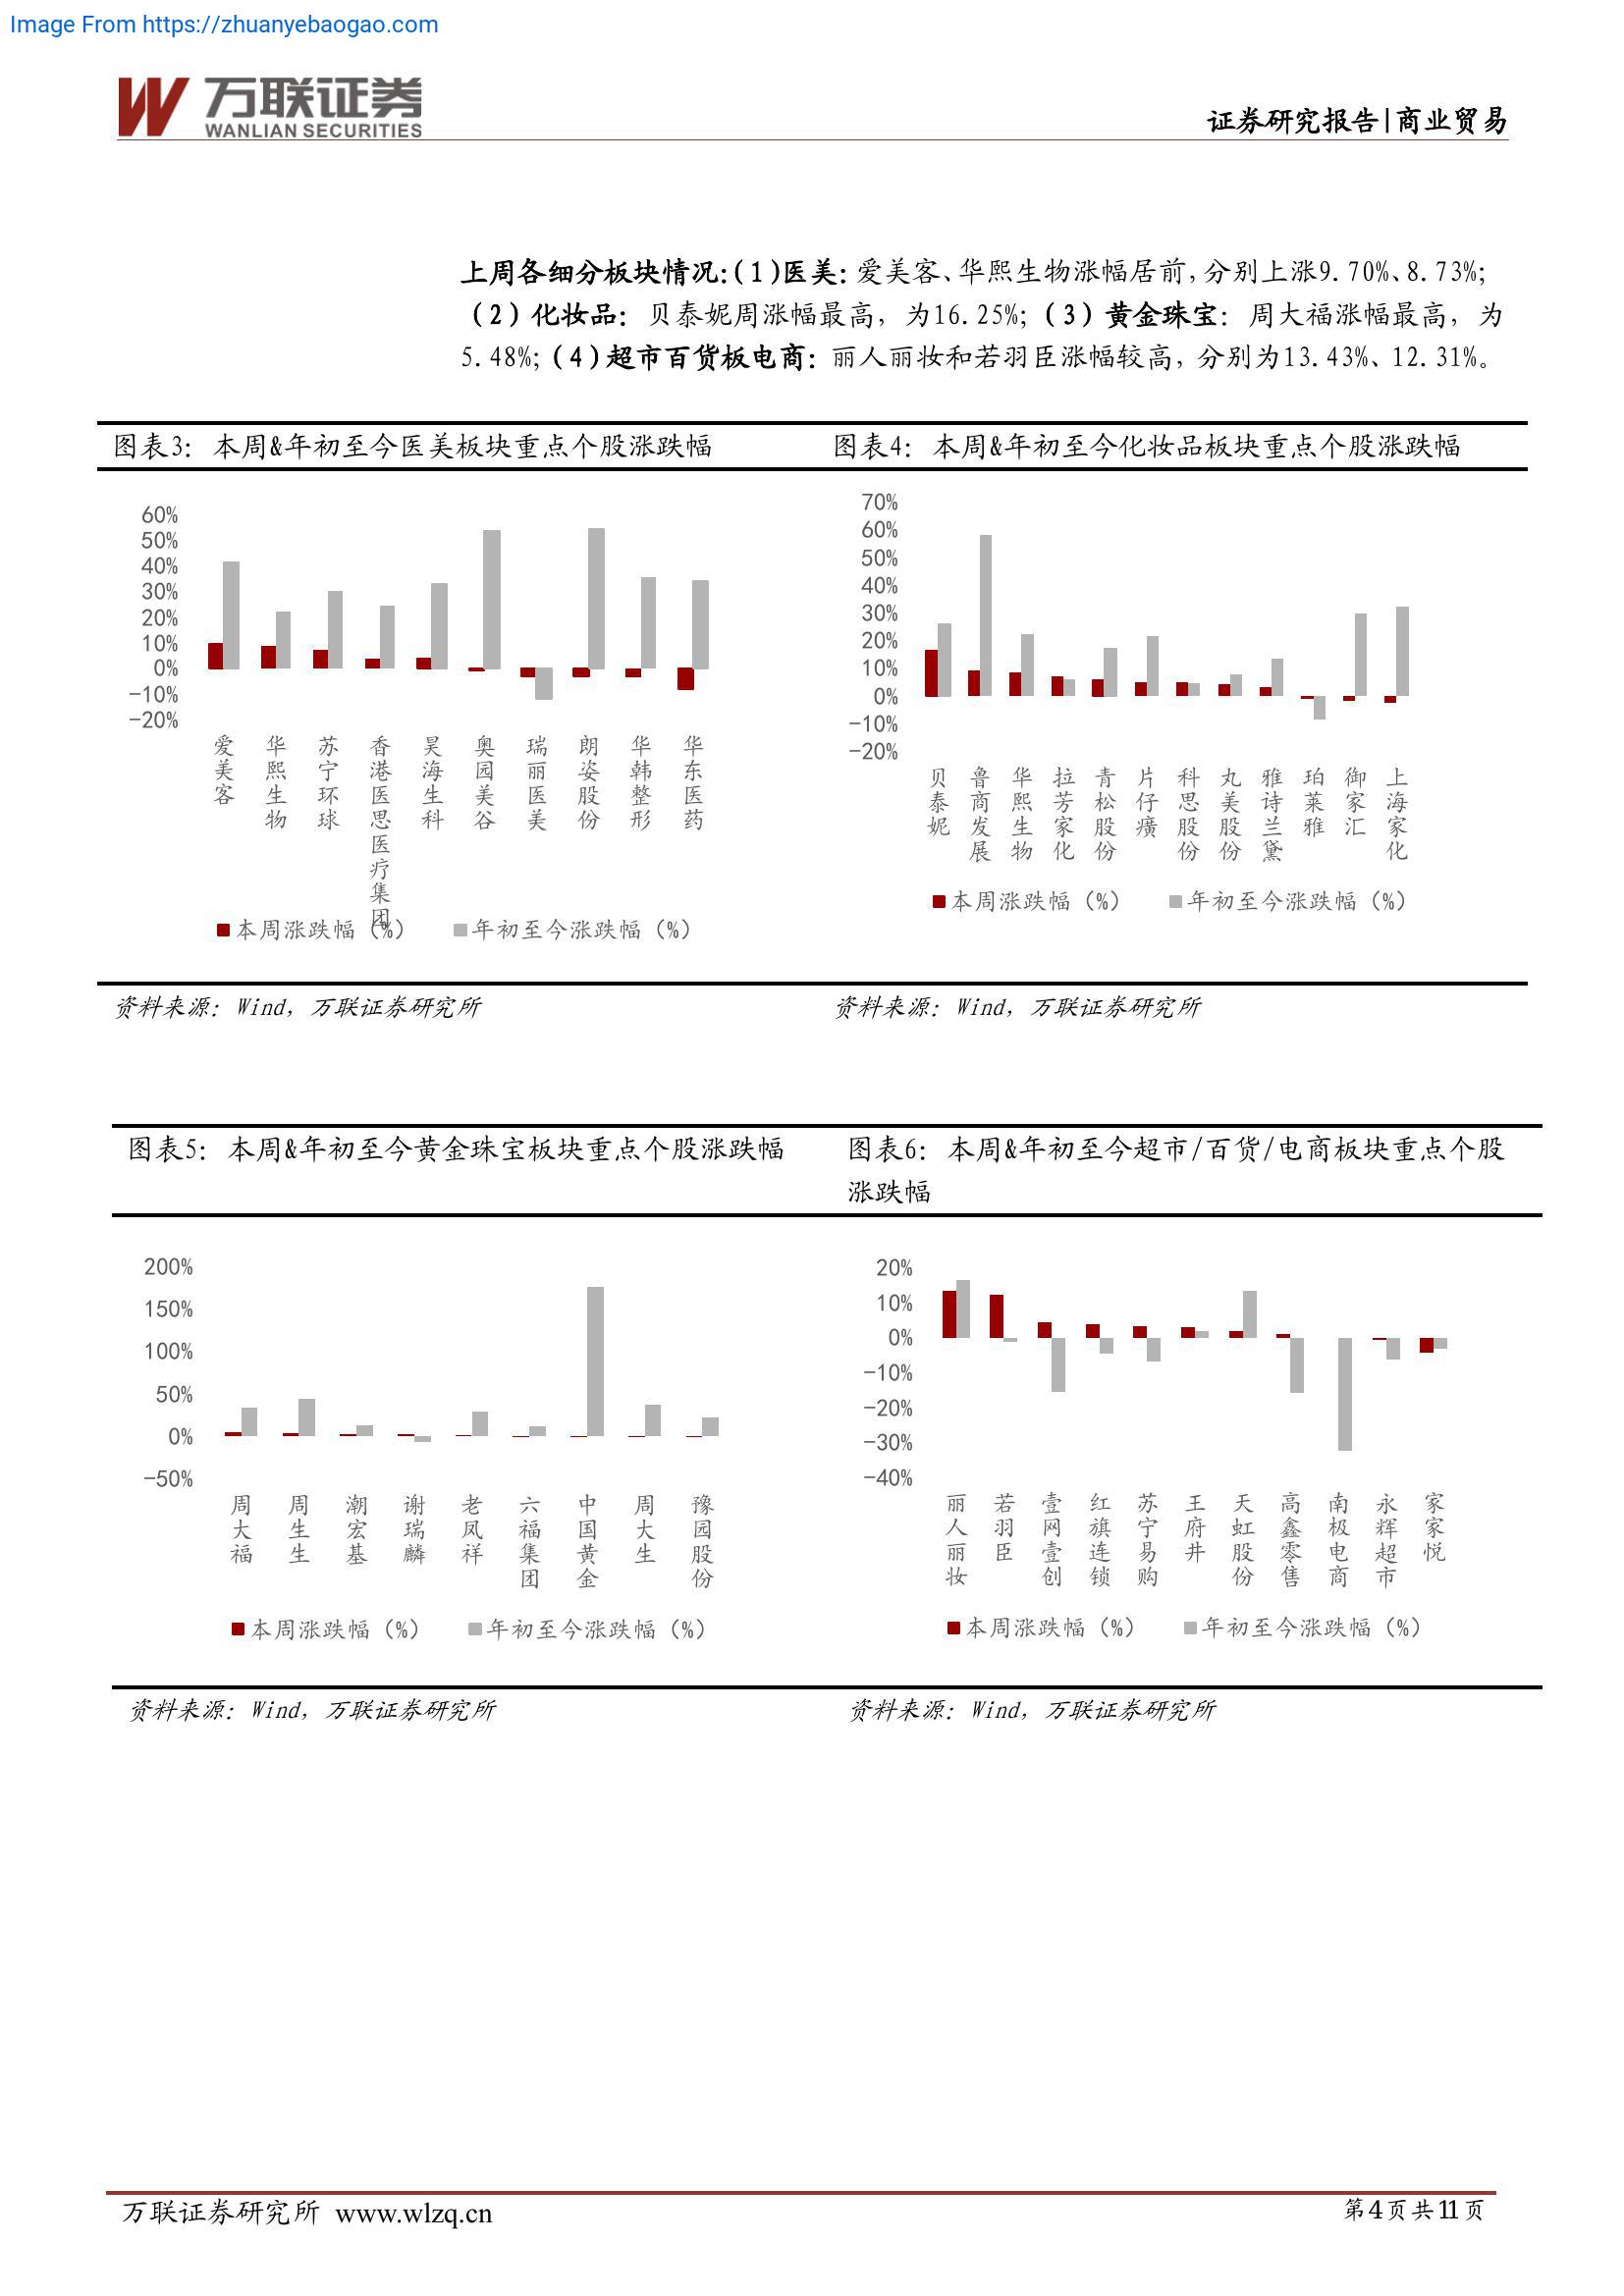 Image From https://zhuanyebaogao.com
万联证券
WANLIAN SECURITIES
证券研究报告|商业贸易
上周各细分板块情况:(1)医美:爱美客、华熙生物涨幅居前,分别上涨9.70%、8.73%;
(2)化妆品:贝泰妮周涨幅最高,为16.25%;(3)黄金珠宝:周大福涨幅最高,为
5.48%;(4)超市百货板电商:丽人丽妆和若羽臣涨幅较高,分别为13.43%、12.31%。
图表3:本周&年初至今医美板块重点个股涨跌幅
60%
50%
40%
30%
20%
10%
0%
-10%
-20%
爱美客
华熙生物
苏宁环球
香港医思医疗集团
昊海生科
奥园美谷
瑞丽医美
朗姿股份
华韩整形
华东医药
本周涨跌幅(%)
年初至今涨跌幅(%)
资料来源:Wind,万联证券研究所
图表4:本周&年初至今化妆品板块重点个股涨跌幅
70%
60%
50%
40%
30%
20%
10%
0%
-10%
-20%
贝泰妮
鲁商发展
华熙生物
拉芳家化
青松股份
片仔癀
科思股份
丸美股份
雅诗兰黛
珀莱雅
御家汇
上海家化
本周涨跌幅(%)
年初至今涨跌幅(%)
资料来源:Wind,万联证券研究所
图表5:本周&年初至今黄金珠宝板块重点个股涨跌幅
200%
150%
100%
50%
0%
-50%
周大福
周生生
潮宏基
谢瑞麟
老凤祥
六福集团
中国黄金
周大生
豫园股份
本周涨跌幅(%)
年初至今涨跌幅(%)
资料来源:Wind,万联证券研究所
图表6:本周&年初至今超市/百货/电商板块重点个股
涨跌幅
20%
10%
0%
-10%
-20%
-30%
-40%
丽人丽妆
若羽臣
壹网壹创
红旗连锁
苏宁易购
王府井
天虹股份
高鑫零售
南极电商
永辉超市
家家悦
本周涨跌幅(%)
年初至今涨跌幅(%)
资料来源:Wind,万联证券研究所
万联证券研究所 www.wlzq.cn
第4页共11页